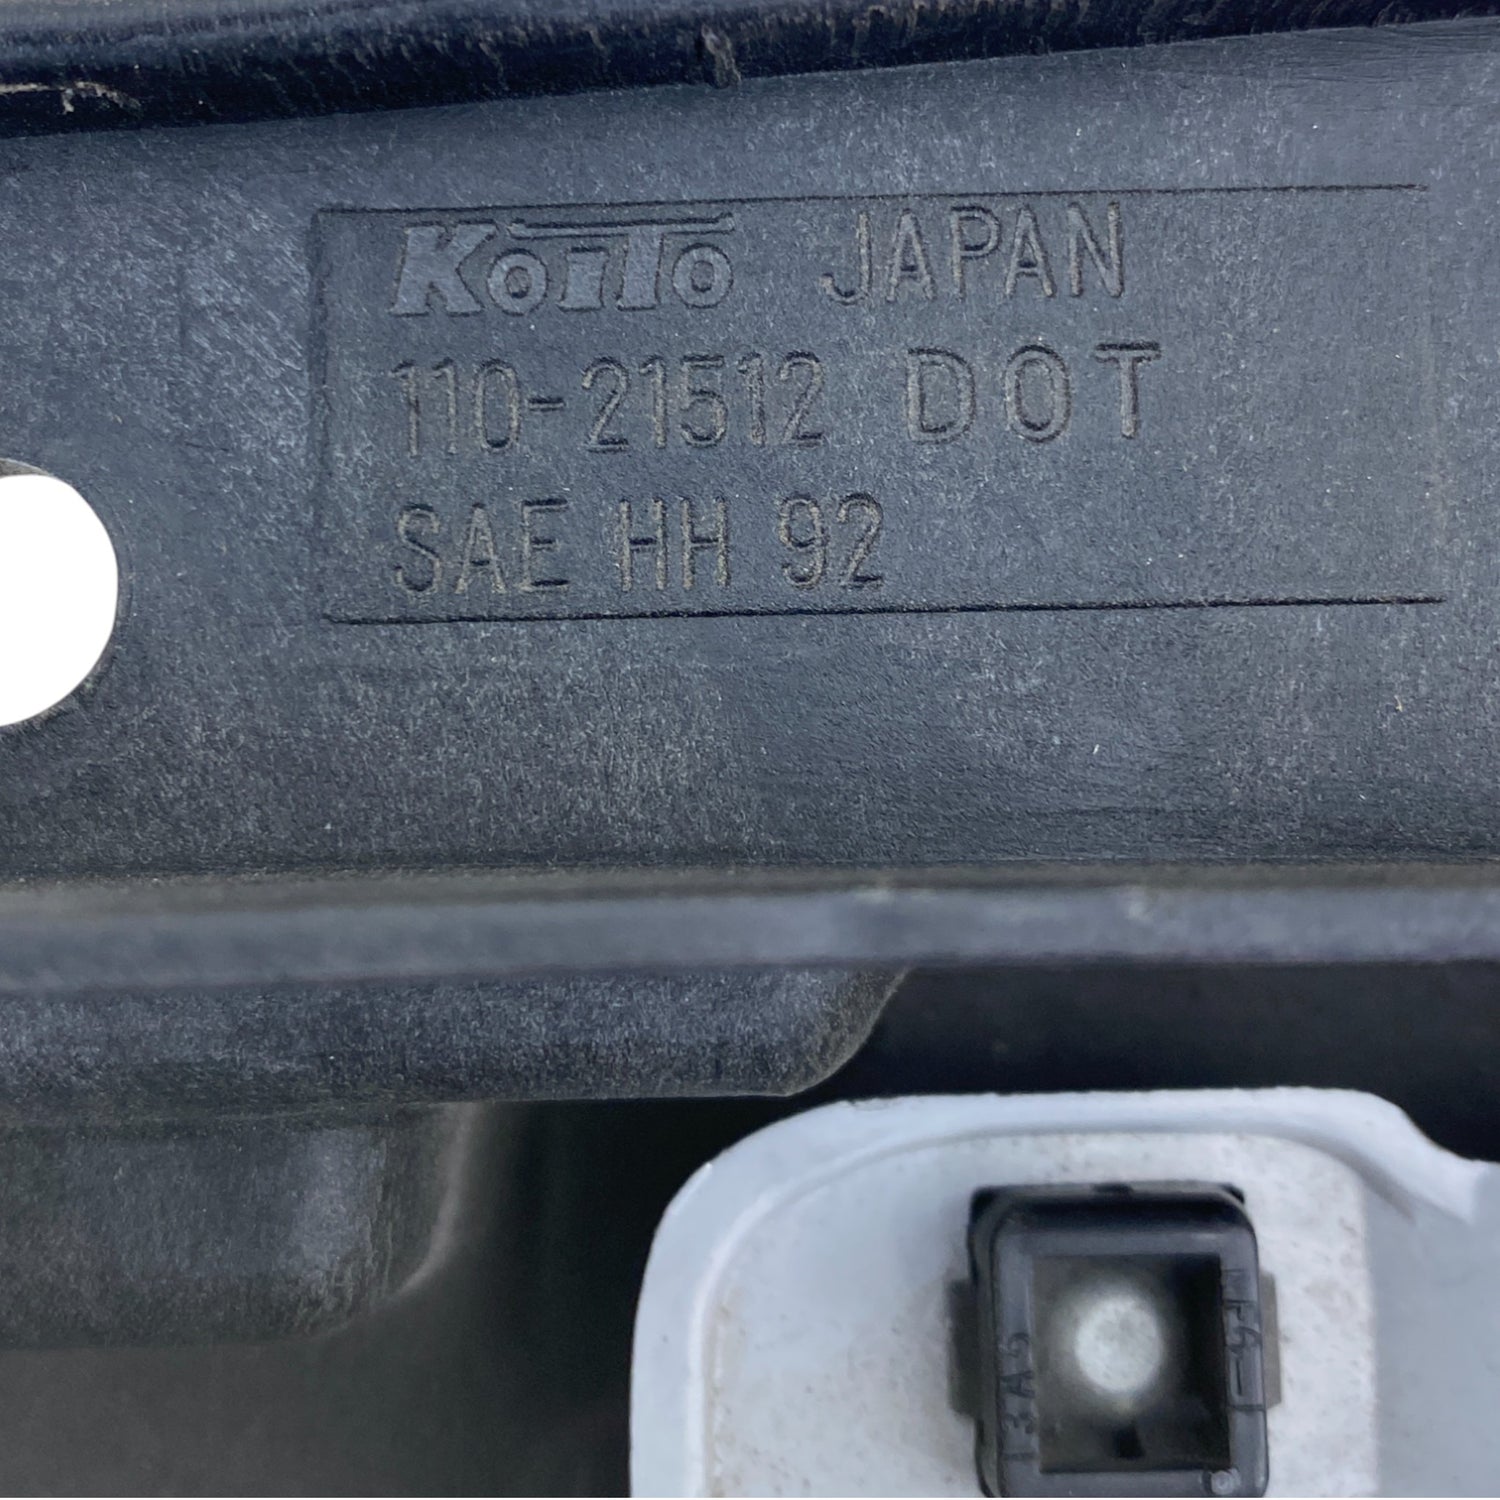 KOITO JAPAN
110-21512 DOT
SAE HH 92